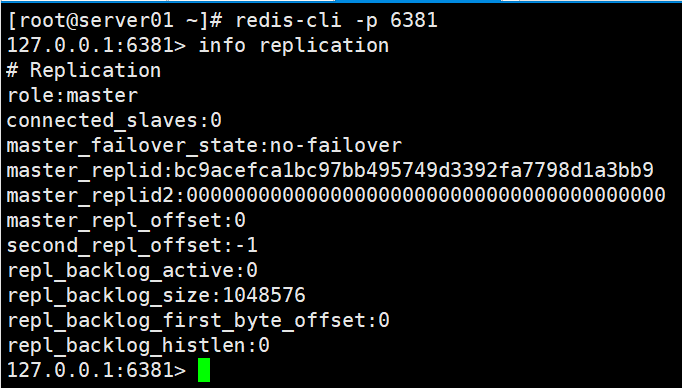 [root@server01 ~]# redis-cli -p 6381
127.0.0.1:6381> info replication
# Replication
role:master
connected_slaves:0
master_failover_state:no-failover
master_replid:bc9acefca1bc97bb495749d3392fa7798d1a3bb9
master_replid2:0000000000000000000000000000000000000000
master_repl_offset:0
second_repl_offset:-1
repl_backlog_active:0
repl_backlog_size:1048576
repl_backlog_first_byte_offset:0
repl_backlog_histlen:0
127.0.0.1:6381>